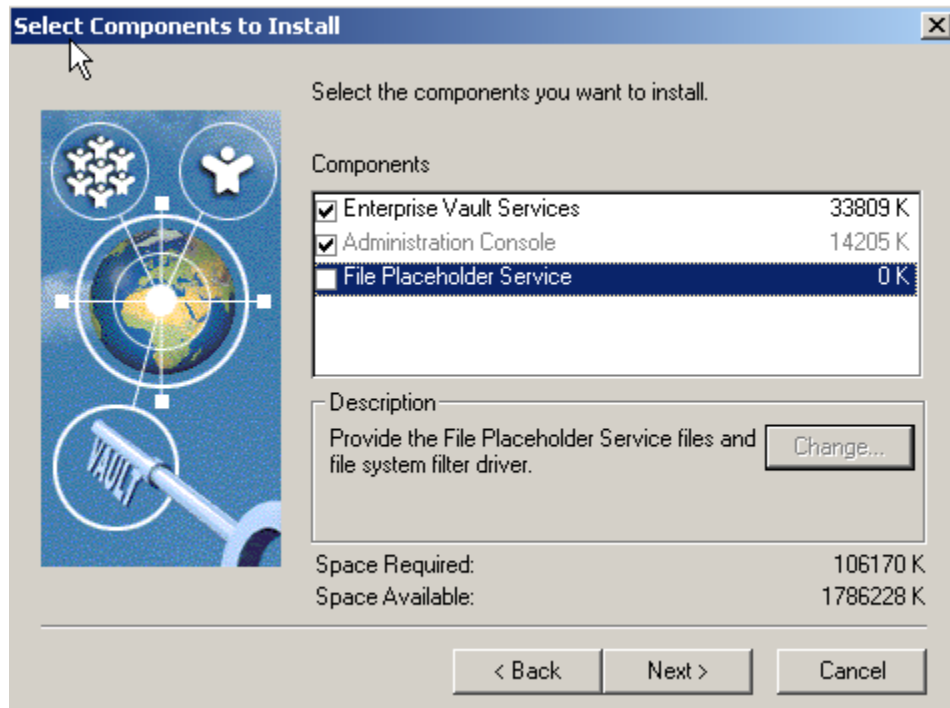 Select Components to Install
Select the components you want to install.
Components
Enterprise Vault Services 33809 K
Administration Console 14205 K
File Placeholder Service 0 K
Description
Provide the File Placeholder Service files and
file system filter driver.
Change...
VAULT
Space Required: 106170 K
Space Available: 1786228 K
< Back Next > Cancel